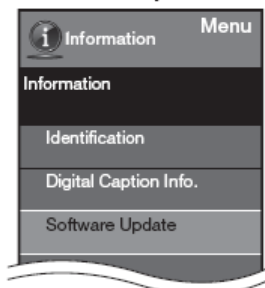 Information Menu
Information
Identification
Digital Caption Info.
Software Update